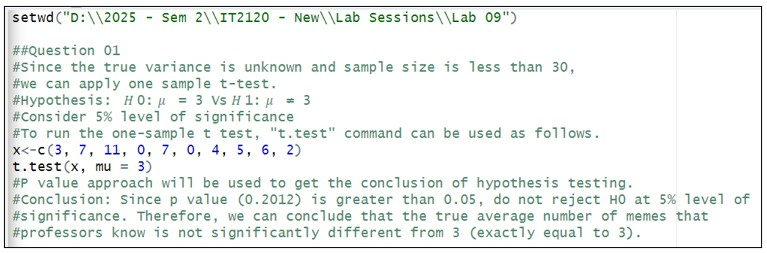 setwd("D:\\2025 - Sem 2\\IT2120 - New\\Lab Sessions\\Lab 09")
##Question 01
#Since the true variance is unknown and sample size is less than 30,
#we can apply one sample t-test.
#Hypothesis: 𝐻0: 𝜇 = 3 Vs 𝐻1: 𝜇 ≠ 3
#Consider 5% level of significance
#To run the one-sample t test, "t.test" command can be used as follows.
x<-c(3, 7, 11, 0, 7, 0, 4, 5, 6, 2)
t.test(x, mu = 3)
#P value approach will be used to get the conclusion of hypothesis testing.
#Conclusion: Since p value (0.2012) is greater than 0.05, do not reject H0 at 5% level of
#significance. Therefore, we can conclude that the true average number of memes that
#professors know is not significantly different from 3 (exactly equal to 3).